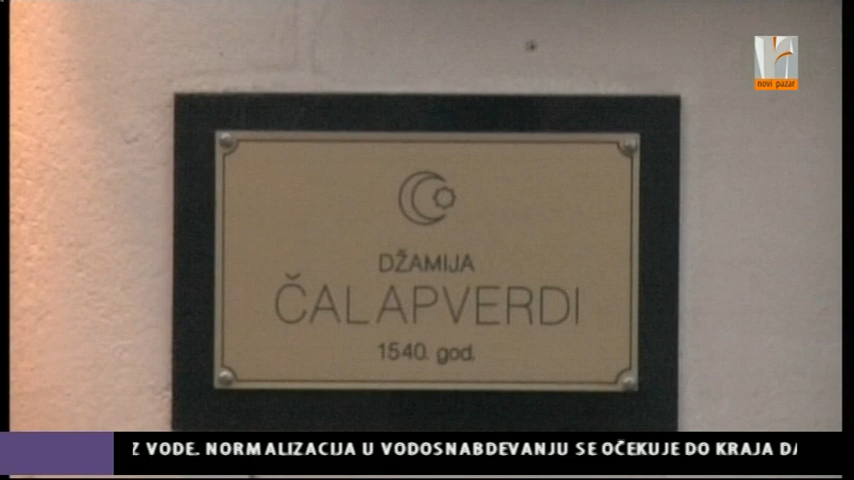 novi pazar
DŽAMIJA
ČALAPVERDI
1540. god.
VODE. NORMALIZACIJA U VODOSNABDEVANJU SE OČEKUJE DO KRAJA